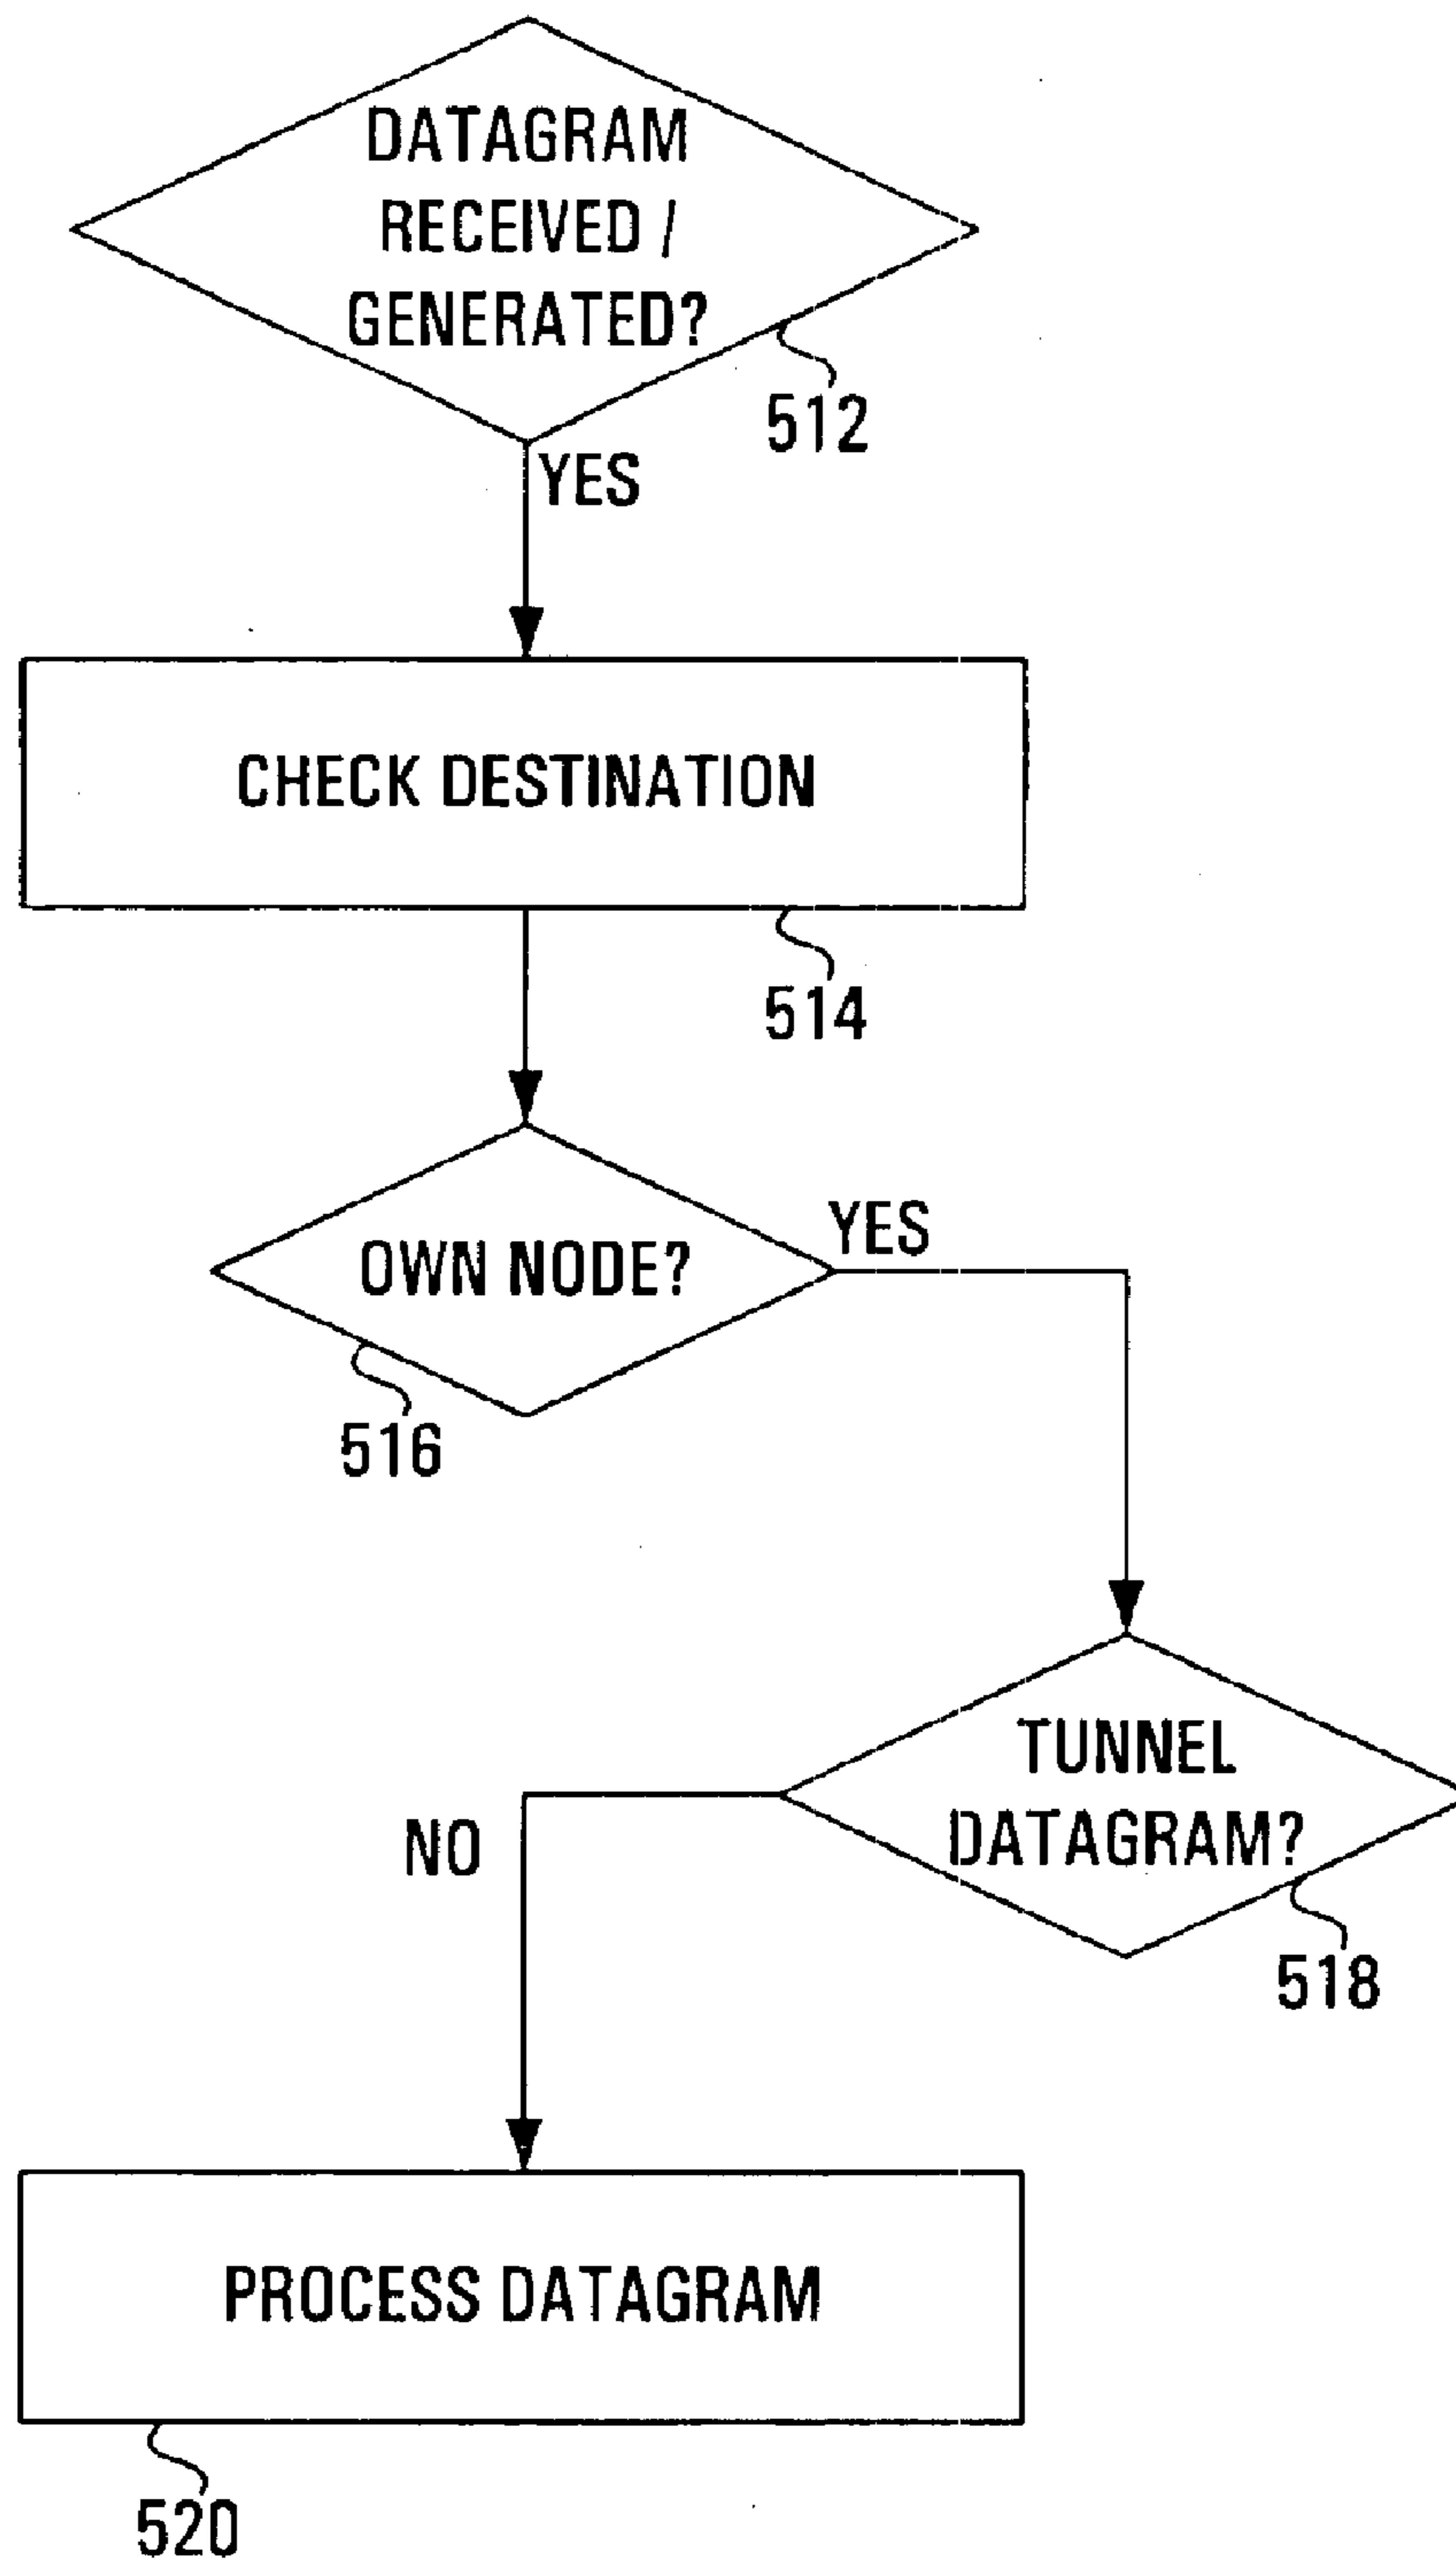 DATAGRAM
RECEIVED /
GENERATED?
512
YES
CHECK DESTINATION
514
OWN NODE?
YES
516
TUNNEL
DATAGRAM?
NO
518
PROCESS DATAGRAM
520